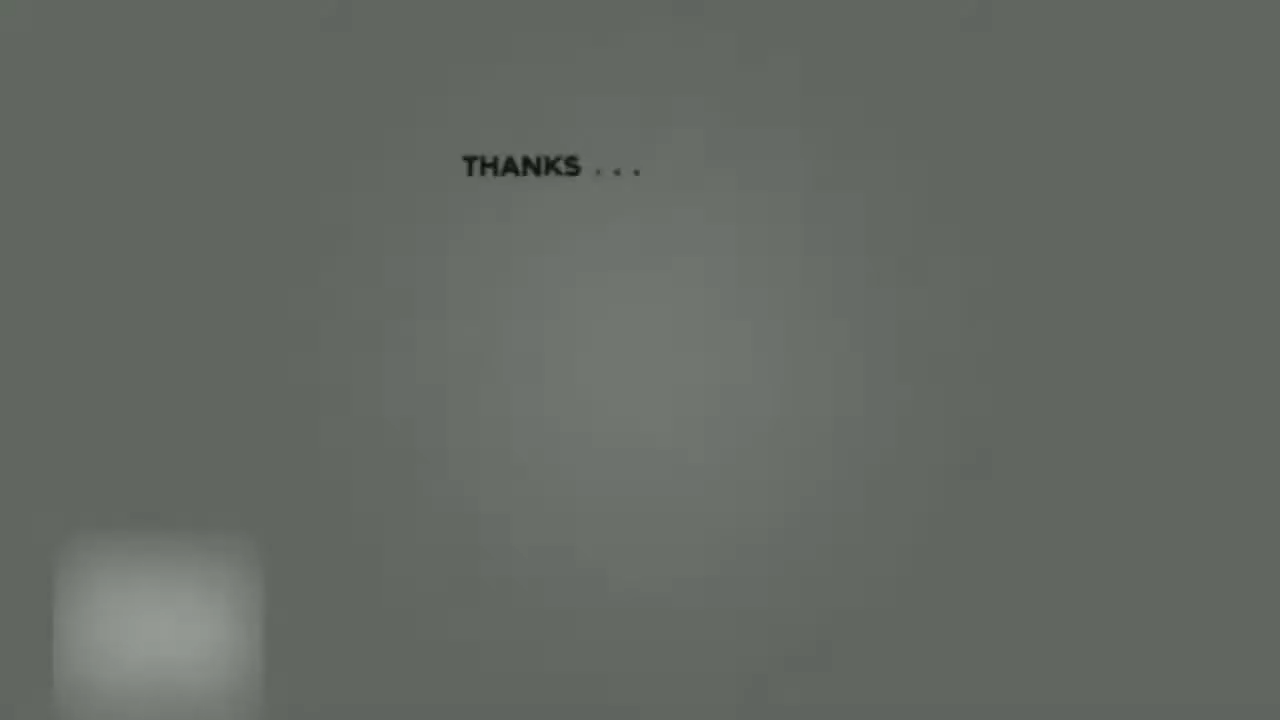 THANKS . . .